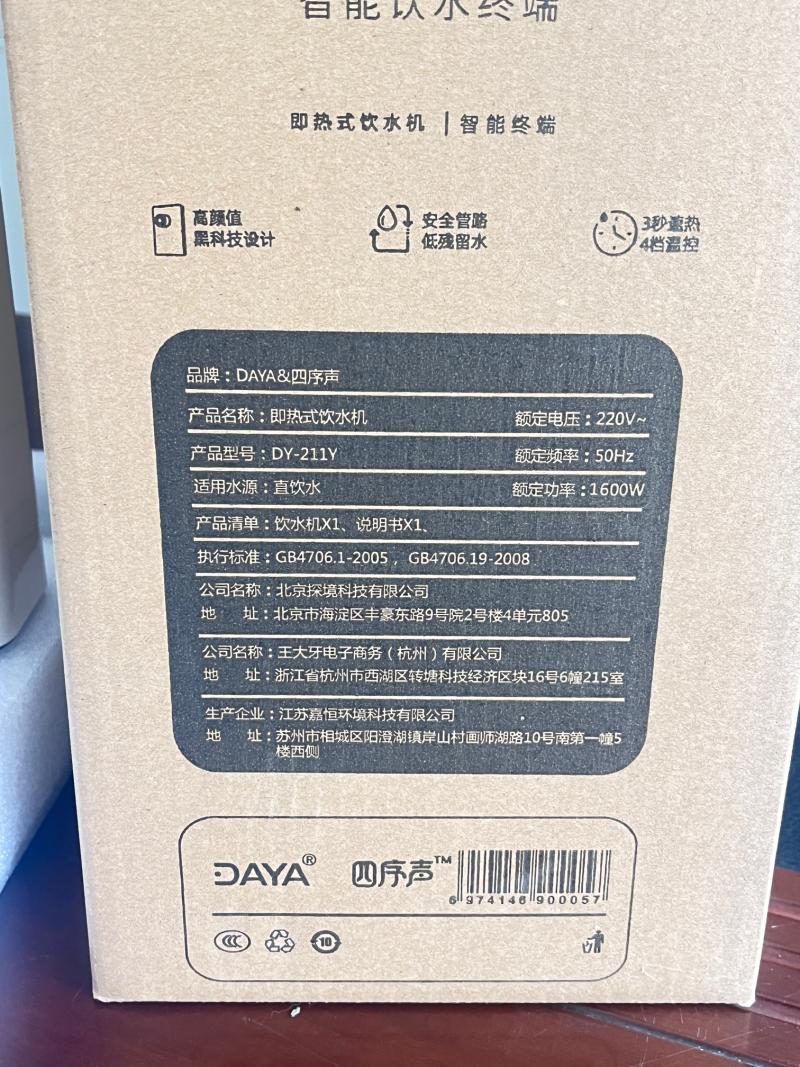 智能饮水终端
即热式饮水机 | 智能终端
高颜值
黑科技设计
安全管路
低残留水
3秒速热
4档温控
品牌：DAYA&四序声
产品名称：即热式饮水机 额定电压：220V~
产品型号：DY-211Y 额定频率：50Hz
适用水源：直饮水 额定功率：1600W
产品清单：饮水机X1、说明书X1、
执行标准：GB4706.1-2005，GB4706.19-2008
公司名称：北京探境科技有限公司
地 址：北京市海淀区丰豪东路9号院2号楼4单元805
公司名称：王大牙电子商务（杭州）有限公司
地 址：浙江省杭州市西湖区转塘科技经济区块16号6幢215室
生产企业：江苏嘉恒环境科技有限公司
地 址：苏州市相城区阳澄湖镇岸山村画师湖路10号南第一幢5
楼西侧
DAYA® 四序声™
6 974146 900057
CCC 10